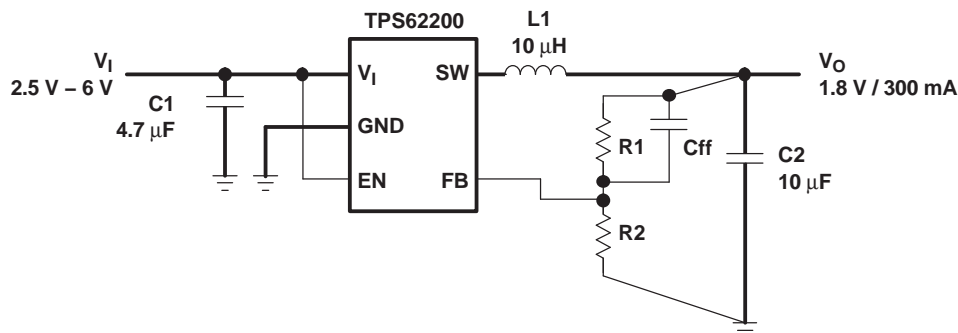 TPS62200
L1
10 μH
V_I
2.5 V – 6 V
C1
4.7 μF
V_I
SW
GND
EN
FB
R1
Cff
R2
C2
10 μF
V_O
1.8 V / 300 mA